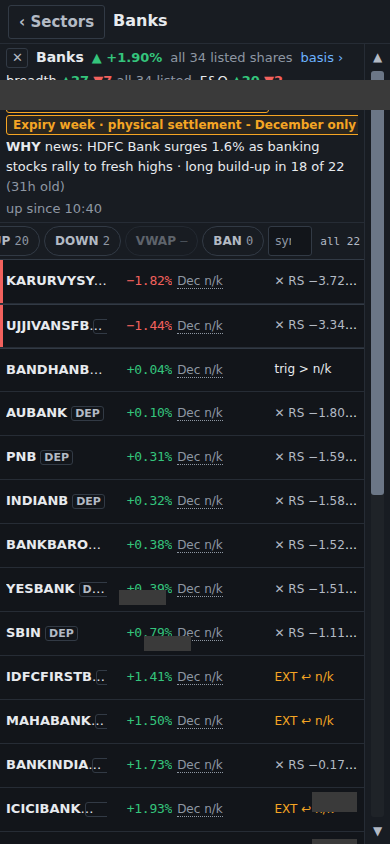 ‹ Sectors Banks
✕ Banks ▲ +1.90% all 34 listed shares basis ›
Expiry week · physical settlement - December only
WHY news: HDFC Bank surges 1.6% as banking
stocks rally to fresh highs · long build-up in 18 of 22
(31h old)
up since 10:40
UP 20 DOWN 2 VWAP — BAN 0 syı all 22
KARURVYSY... −1.82% Dec n/k ✕ RS −3.72...
UJJIVANSFB... −1.44% Dec n/k ✕ RS −3.34...
BANDHANB... +0.04% Dec n/k trig > n/k
AUBANK DEP +0.10% Dec n/k ✕ RS −1.80...
PNB DEP +0.31% Dec n/k ✕ RS −1.59...
INDIANB DEP +0.32% Dec n/k ✕ RS −1.58...
BANKBARO... +0.38% Dec n/k ✕ RS −1.52...
YESBANK D... +0.39% Dec n/k ✕ RS −1.51...
SBIN DEP +0.79% Dec n/k ✕ RS −1.11...
IDFCFIRSTB... +1.41% Dec n/k EXT ↩ n/k
MAHABANK... +1.50% Dec n/k EXT ↩ n/k
BANKINDIA... +1.73% Dec n/k ✕ RS −0.17...
ICICIBANK... +1.93% Dec n/k EXT